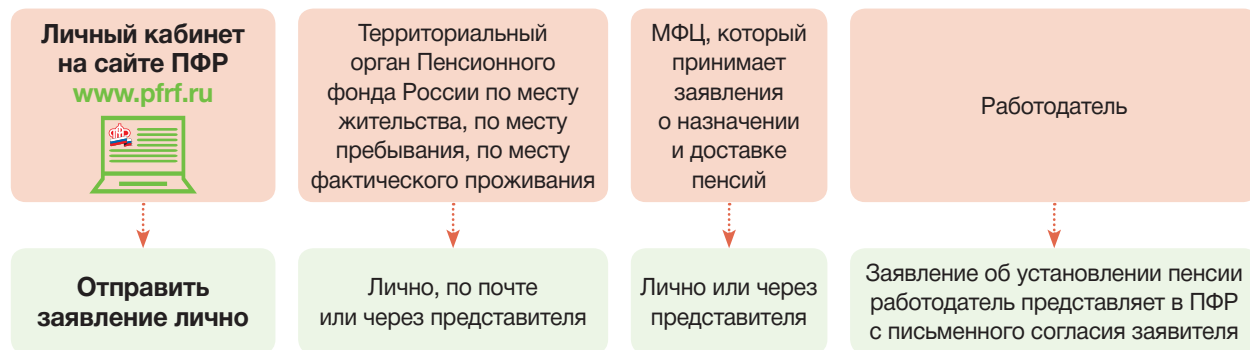 Личный кабинет
на сайте ПФР
www.pfrf.ru
Территориальный
орган Пенсионного
фонда России по месту
жительства, по месту
пребывания, по месту
фактического проживания
МФЦ, который
принимает
заявления
о назначении
и доставке
пенсий
Работодатель
Отправить
заявление лично
Лично, по почте
или через представителя
Лично или через
представителя
Заявление об установлении пенсии
работодатель представляет в ПФР
с письменного согласия заявителя